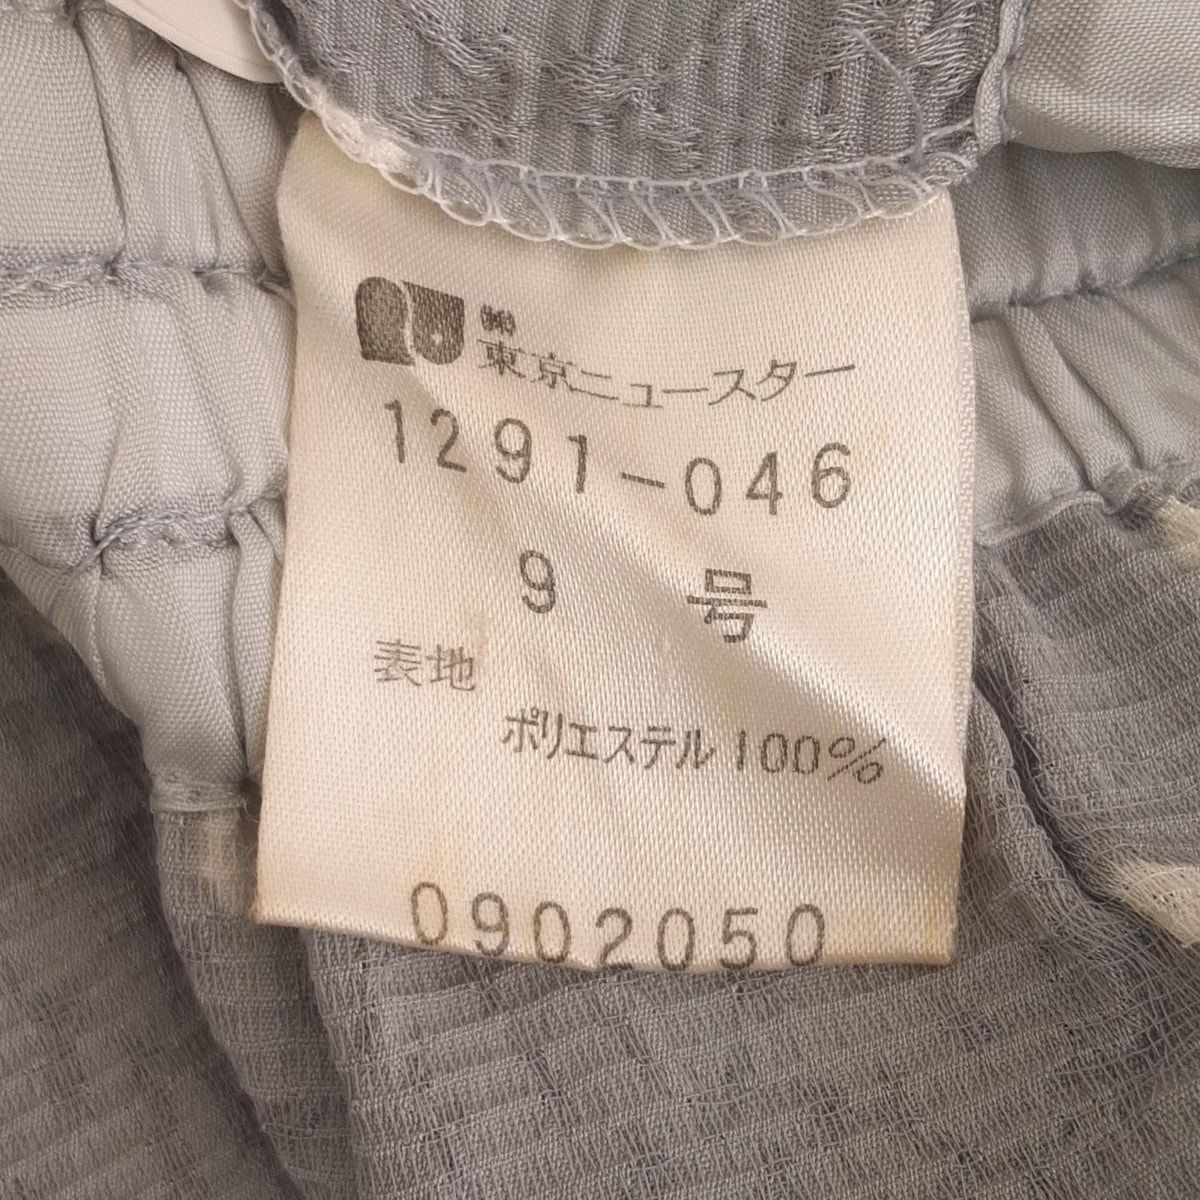 ㈱
東京ニュースター
1291-046
9 号
表地
ポリエステル100%
0902050